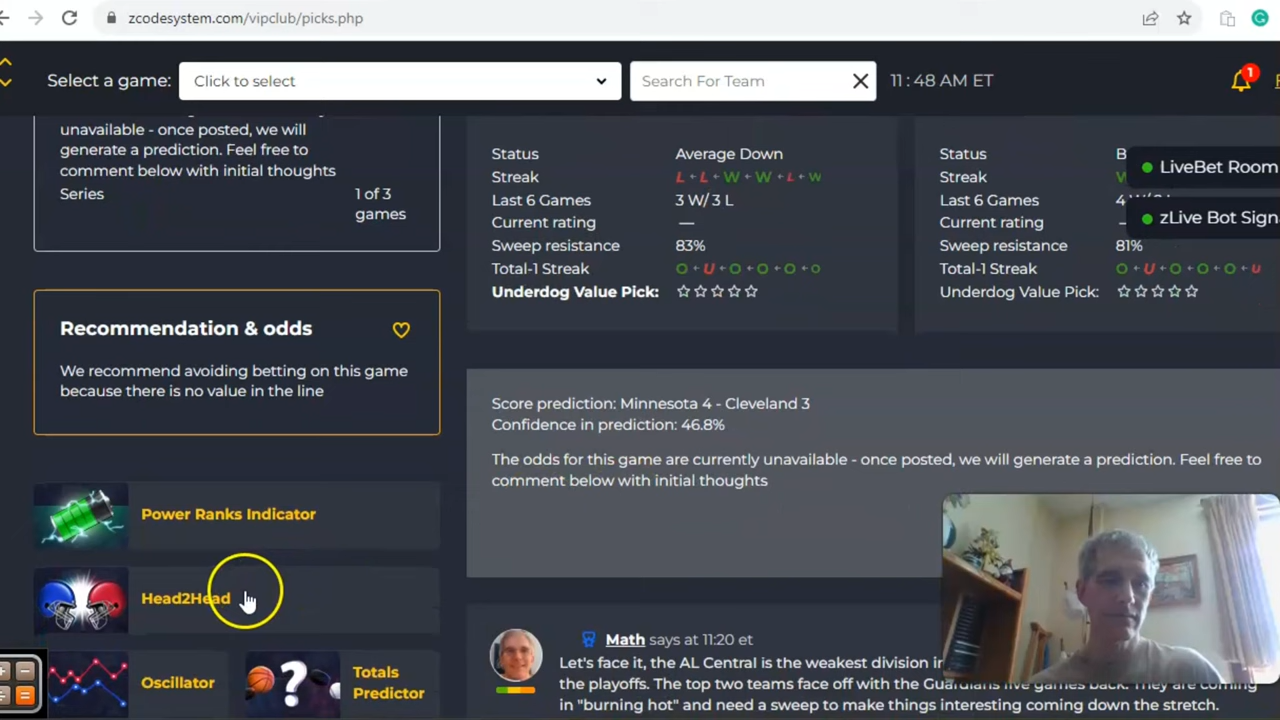 zcodesystem.com/vipclub/picks.php
Select a game: Click to select Search For Team 11:48 AM ET 1
unavailable - once posted, we will
generate a prediction. Feel free to
comment below with initial thoughts
Series 1 of 3
games
Status Average Down
Streak L L W W L W
Last 6 Games 3 W/ 3 L
Current rating —
Sweep resistance 83%
Total-1 Streak O U O O O O
Underdog Value Pick:
Status B
Streak W
Last 6 Games 4
Current rating
Sweep resistance 81%
Total-1 Streak O U O O O U
Underdog Value Pick:
LiveBet Room
zLive Bot Sign
Recommendation & odds
We recommend avoiding betting on this game
because there is no value in the line
Score prediction: Minnesota 4 - Cleveland 3
Confidence in prediction: 46.8%
The odds for this game are currently unavailable - once posted, we will generate a prediction. Feel free to
comment below with initial thoughts
Power Ranks Indicator
Head2Head
Oscillator
Totals
Predictor
Math says at 11:20 et
Let's face it, the AL Central is the weakest division in
the playoffs. The top two teams face off with the Guardians five games back. They are coming
in "burning hot" and need a sweep to make things interesting coming down the stretch.